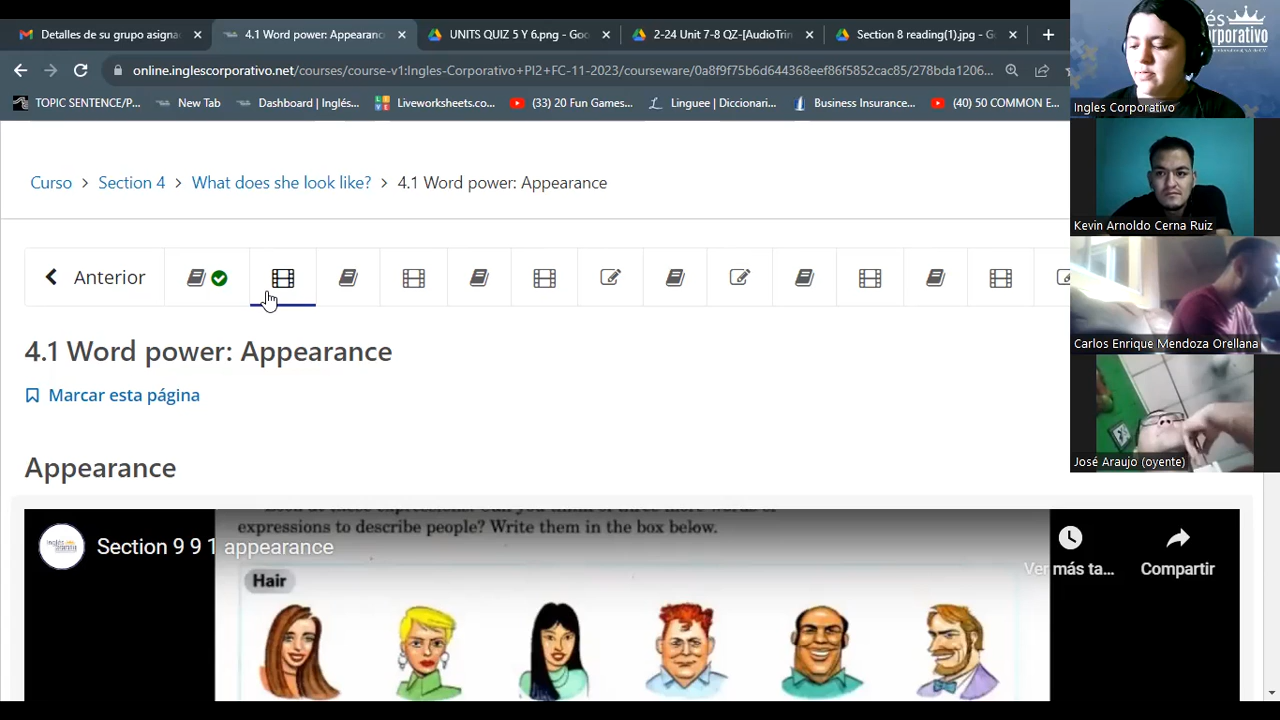 Detalles de su grupo asigna
4.1 Word power: Appearanc
UNITS QUIZ 5 Y 6.png - Go
2-24 Unit 7-8 QZ-[AudioTrin
Section 8 reading(1).jpg - G
online.inglescorporativo.net/courses/course-v1:Ingles-Corporativo+PI2+FC-11-2023/courseware/0a8f9f75b6d644368eef86f5852cac85/278bda1206...
TOPIC SENTENCE/P...
New Tab
Dashboard | Inglés...
Liveworksheets.co...
(33) 20 Fun Games...
Linguee | Diccionari...
Business Insurance...
(40) 50 COMMON E...
Ingles Corporativo
Curso > Section 4 > What does she look like? > 4.1 Word power: Appearance
Kevin Arnoldo Cerna Ruiz
Anterior
Carlos Enrique Mendoza Orellana
4.1 Word power: Appearance
Marcar esta página
José Araujo (oyente)
Appearance
expressions to describe people? Write them in the box below.
Section 9 9 1 appearance
Ver más ta...
Compartir
Hair